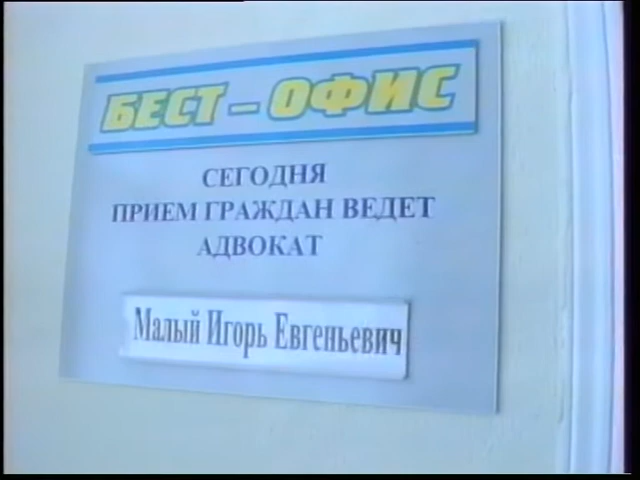 БЕСТ – ОФИС
СЕГОДНЯ
ПРИЕМ ГРАЖДАН ВЕДЕТ
АДВОКАТ
Малый Игорь Евгеньевич